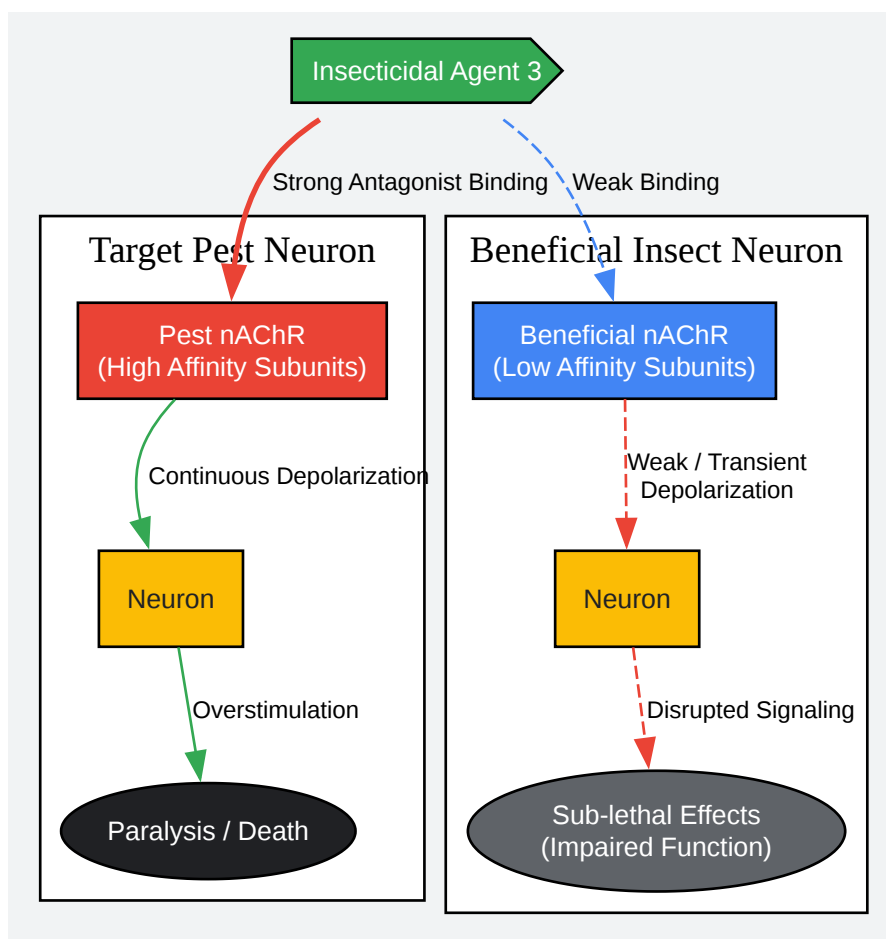 Insecticidal Agent 3
Strong Antagonist Binding
Weak Binding
Target Pest Neuron
Beneficial Insect Neuron
Pest nAChR
(High Affinity Subunits)
Beneficial nAChR
(Low Affinity Subunits)
Continuous Depolarization
Weak / Transient
Depolarization
Neuron
Neuron
Overstimulation
Disrupted Signaling
Paralysis / Death
Sub-lethal Effects
(Impaired Function)